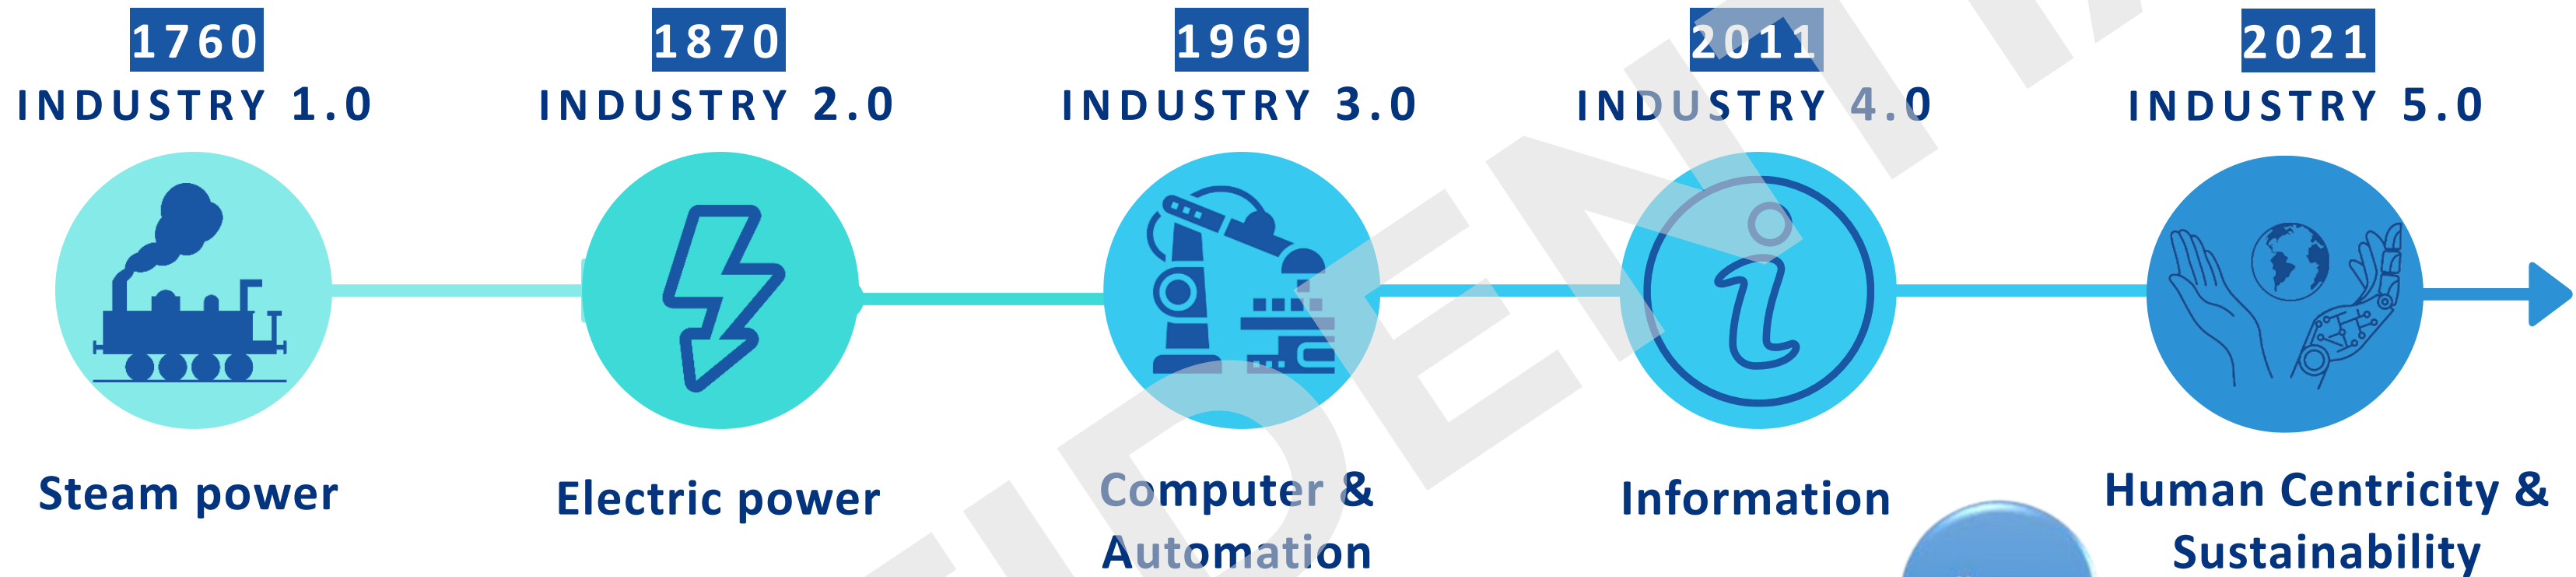 1760
INDUSTRY 1.0
Steam power
1870
INDUSTRY 2.0
Electric power
1969
INDUSTRY 3.0
Computer &
Automation
2011
INDUSTRY 4.0
Information
2021
INDUSTRY 5.0
Human Centricity &
Sustainability